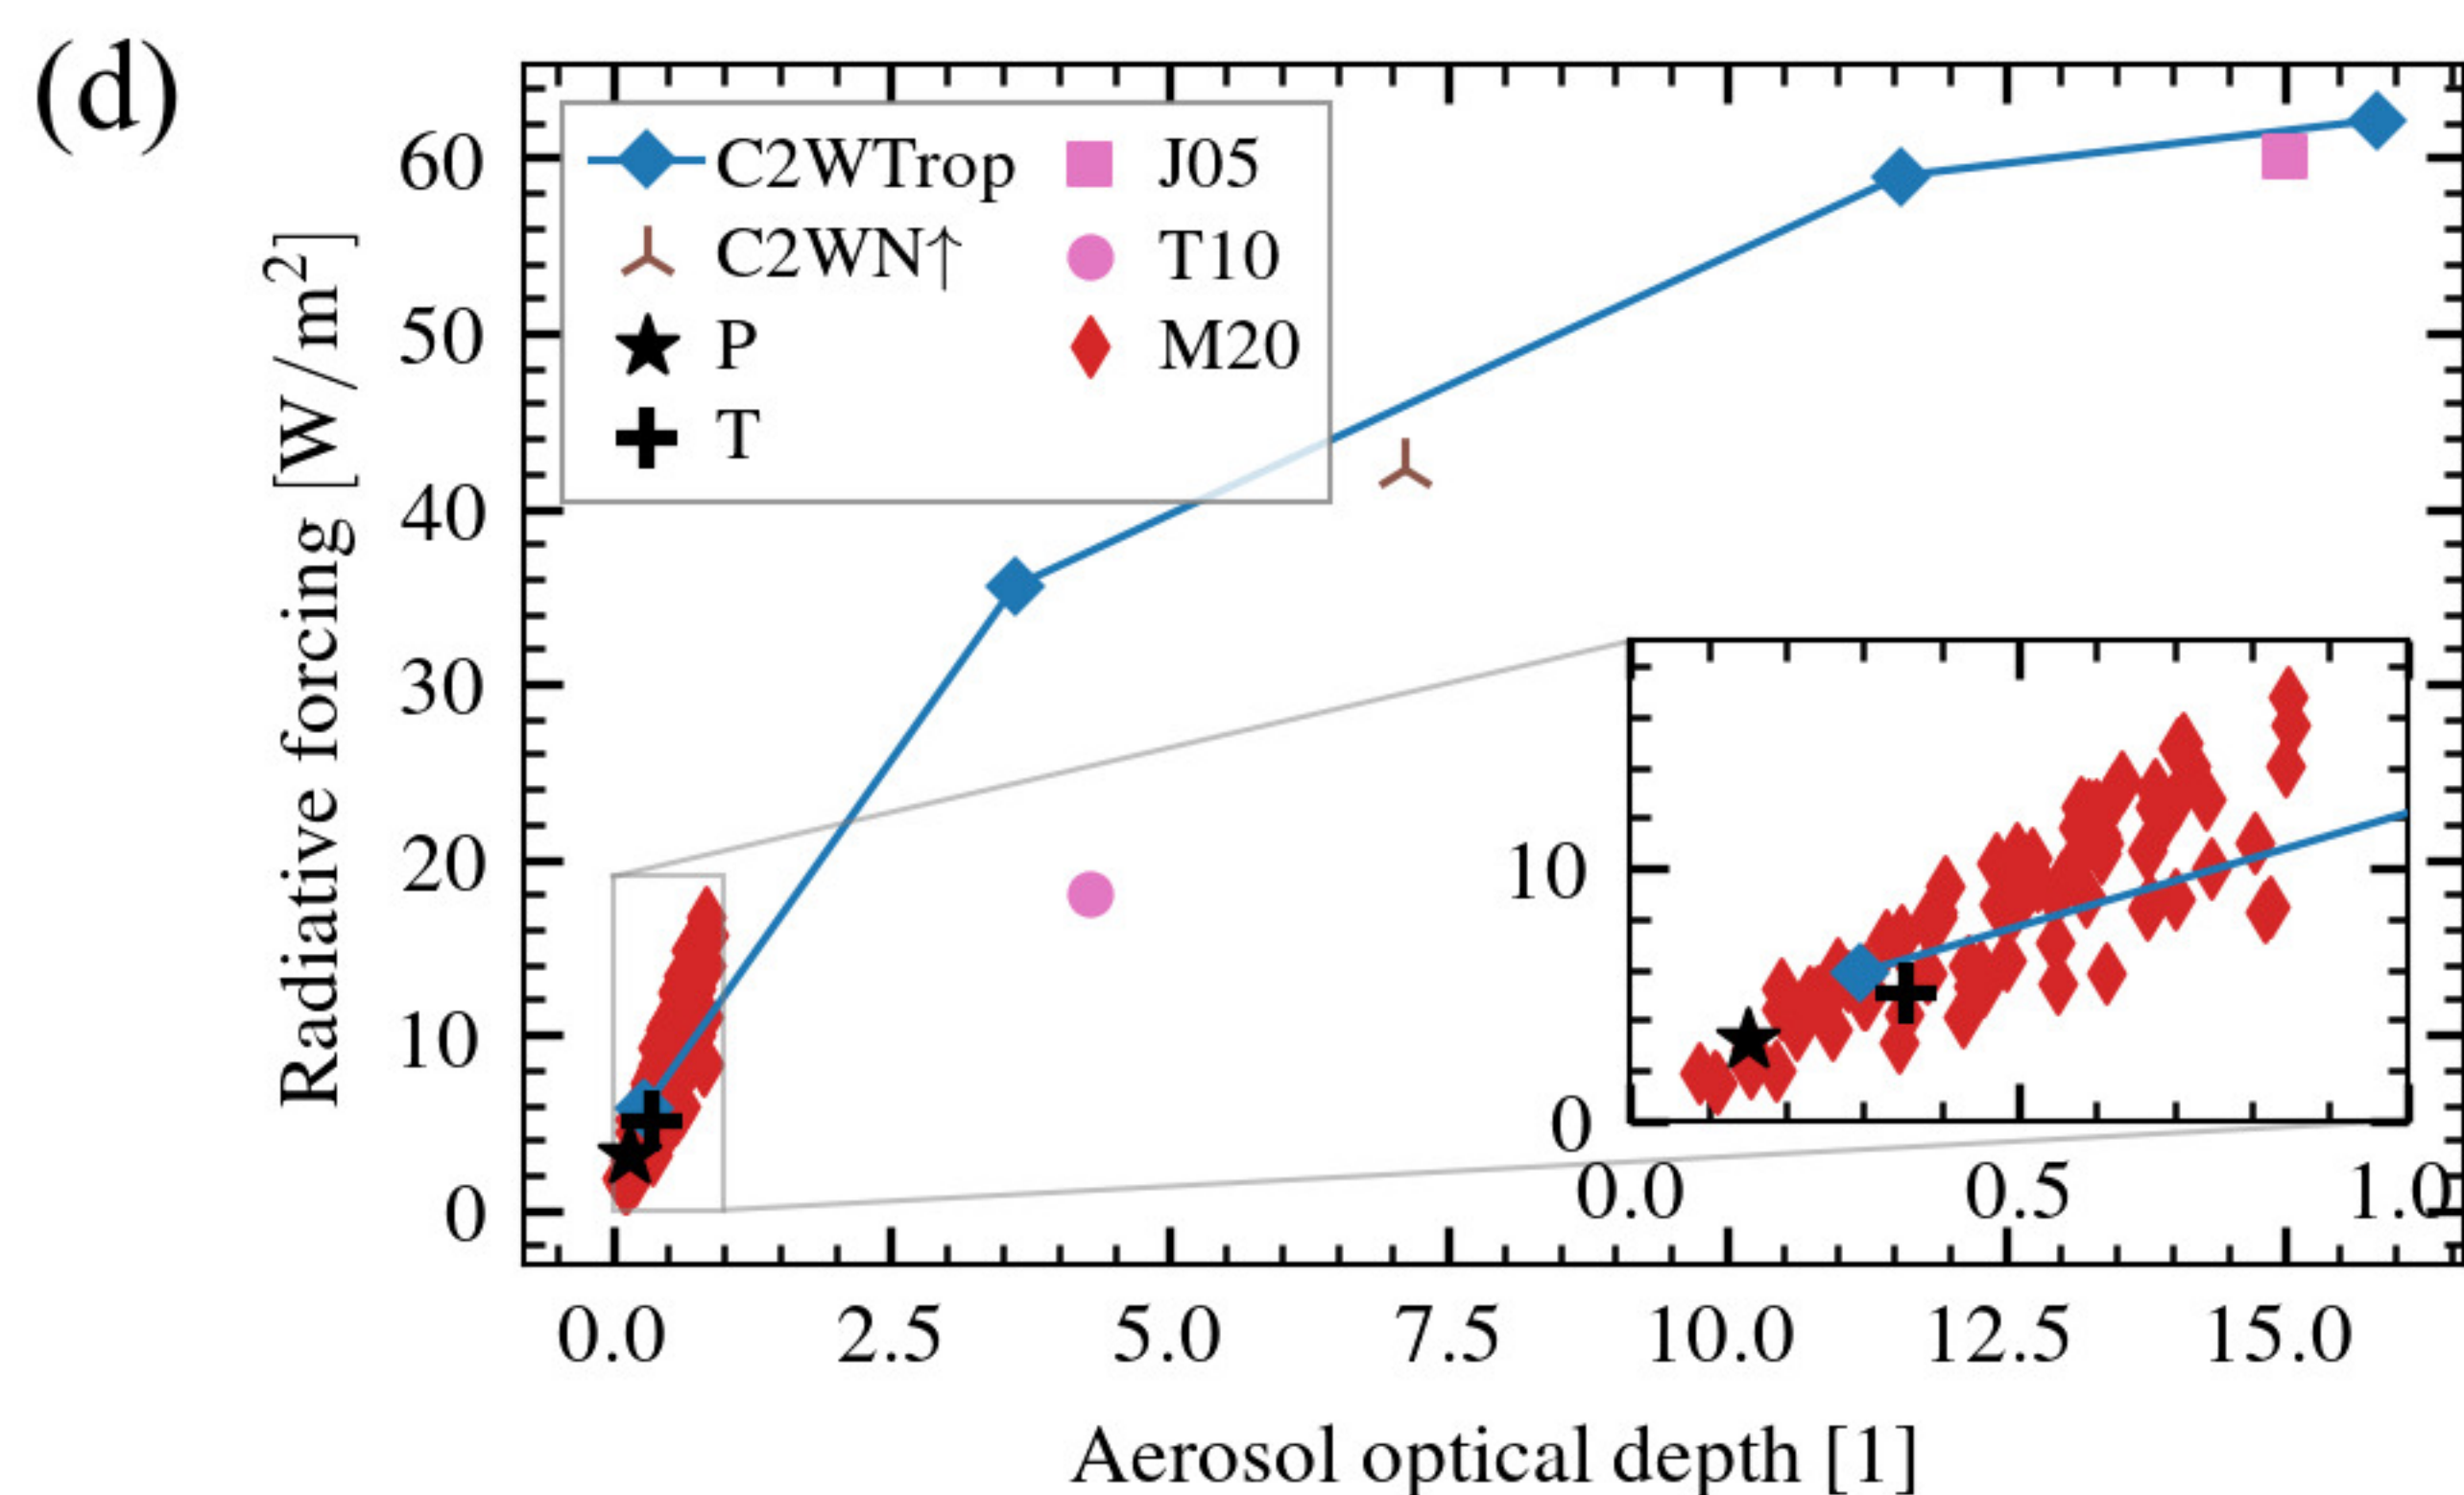 (d)
Radiative forcing [W/m²]
60
50
40
30
20
10
0
C2WTrop
C2WN↑
P
T
J05
T10
M20
10
0
0.0 0.5 1.0
0.0 2.5 5.0 7.5 10.0 12.5 15.0
Aerosol optical depth [1]